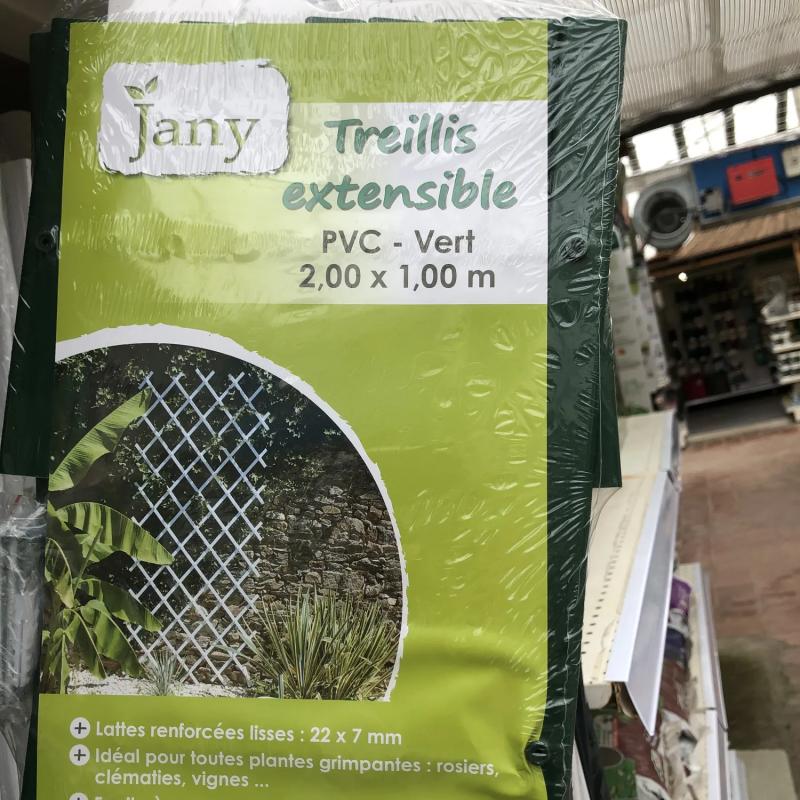 Jany
Treillis
extensible
PVC - Vert
2,00 x 1,00 m
+ Lattes renforcées lisses : 22 x 7 mm
+ Idéal pour toutes plantes grimpantes : rosiers,
clématies, vignes ...
+